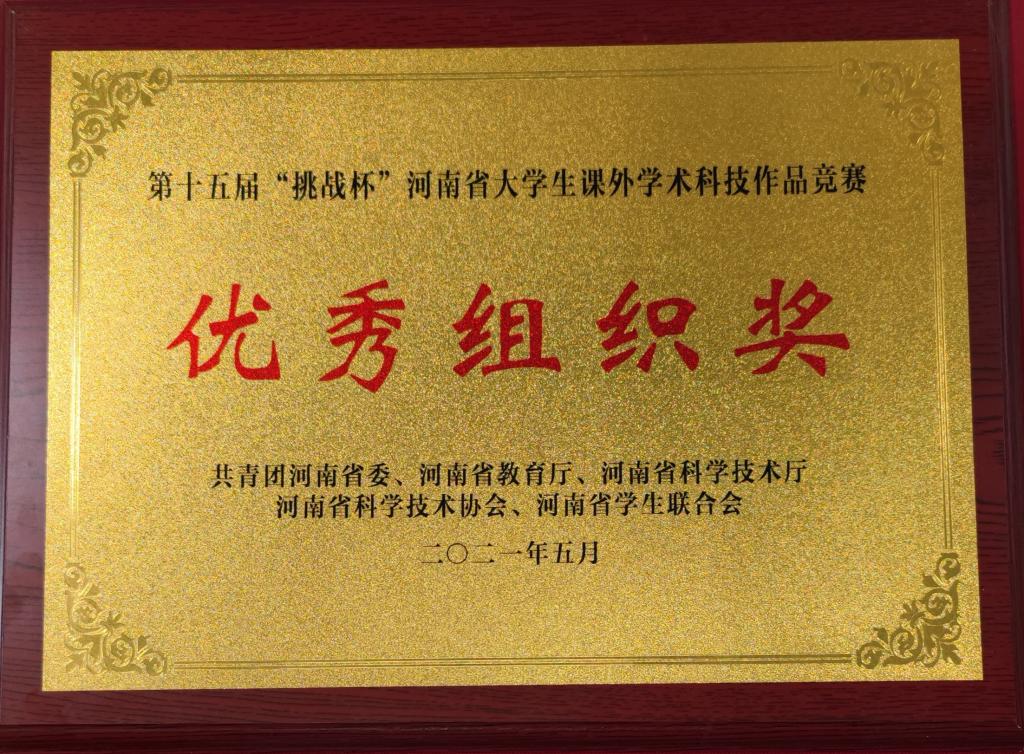 第十五届“挑战杯”河南省大学生课外学术科技作品竞赛
优秀组织奖
共青团河南省委、河南省教育厅、河南省科学技术厅
河南省科学技术协会、河南省学生联合会
二〇二一年五月